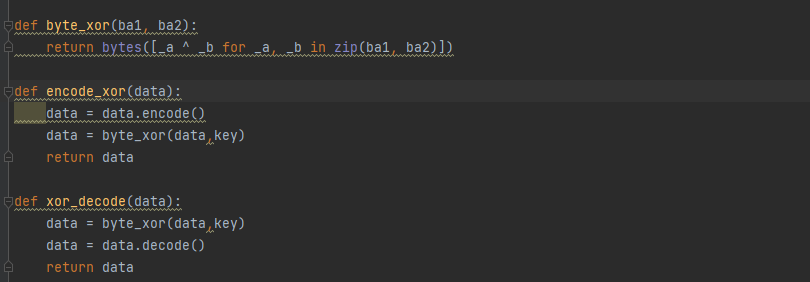 def byte_xor(ba1, ba2):
    return bytes([_a ^ _b for _a, _b in zip(ba1, ba2)])
def encode_xor(data):
    data = data.encode()
    data = byte_xor(data,key)
    return data
def xor_decode(data):
    data = byte_xor(data,key)
    data = data.decode()
    return data